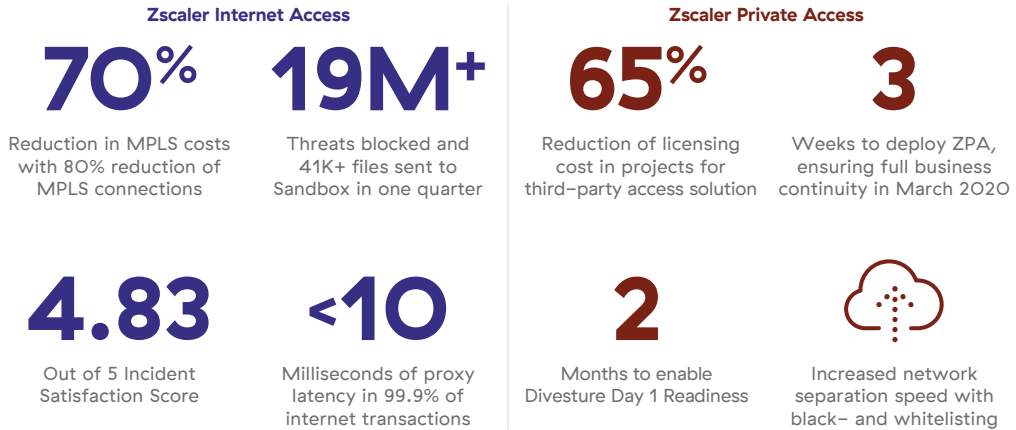 Zscaler Internet Access
70%
Reduction in MPLS costs
with 80% reduction of
MPLS connections
19M+
Threats blocked and
41K+ files sent to
Sandbox in one quarter
4.83
Out of 5 Incident
Satisfaction Score
<10
Milliseconds of proxy
latency in 99.9% of
internet transactions
Zscaler Private Access
65%
Reduction of licensing
cost in projects for
third-party access solution
3
Weeks to deploy ZPA,
ensuring full business
continuity in March 2020
2
Months to enable
Divesture Day 1 Readiness
Increased network
separation speed with
black- and whitelisting